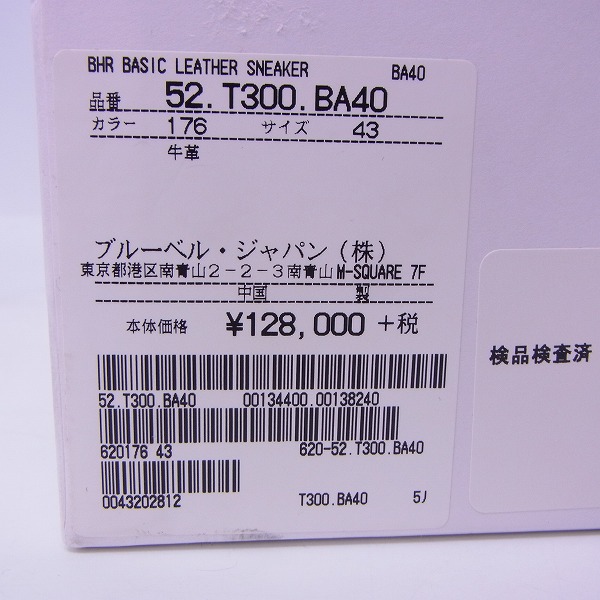 BHR BASIC LEATHER SNEAKER BA40
品番 52.T300.BA40
カラー 176 サイズ 43
牛革
ブルーベル・ジャパン（株）
東京都港区南青山2-2-3南青山M-SQUARE 7F
中国 製
本体価格 ¥128,000 +税
検品検査済
52.T300.BA40 00134400.00138240
620176 43 620-52.T300.BA40
0043202812 T300.BA40 5ﾉ